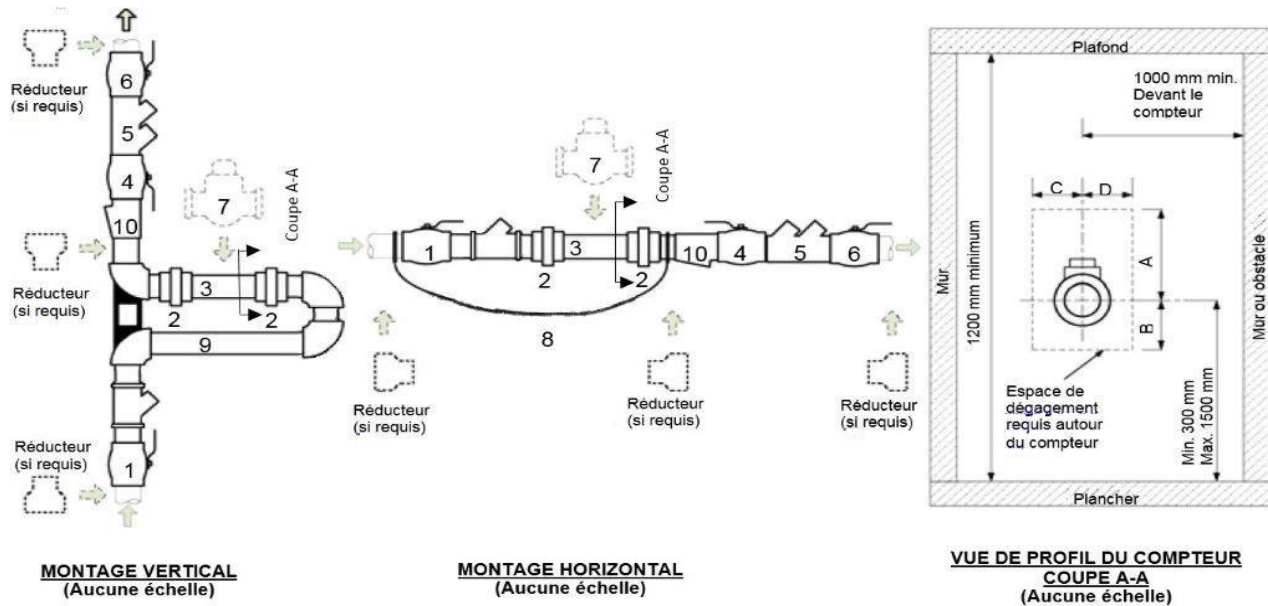 6
Réducteur
(si requis)
5
4
7
Coupe A-A
10
Réducteur
(si requis)
3
2
2
9
Réducteur
(si requis)
1
MONTAGE VERTICAL
(Aucune échelle)
7
Coupe A-A
1
3
10
4
5
6
2
2
8
Réducteur
(si requis)
Réducteur
(si requis)
Réducteur
(si requis)
MONTAGE HORIZONTAL
(Aucune échelle)
Plafond
1000 mm min.
Devant le
compteur
C
D
A
B
Mur
1200 mm minimum
Mur ou obstacle
Espace de
dégagement
requis autour
du compteur
Min. 300 mm
Max. 1500 mm
Plancher
VUE DE PROFIL DU COMPTEUR
COUPE A-A
(Aucune échelle)